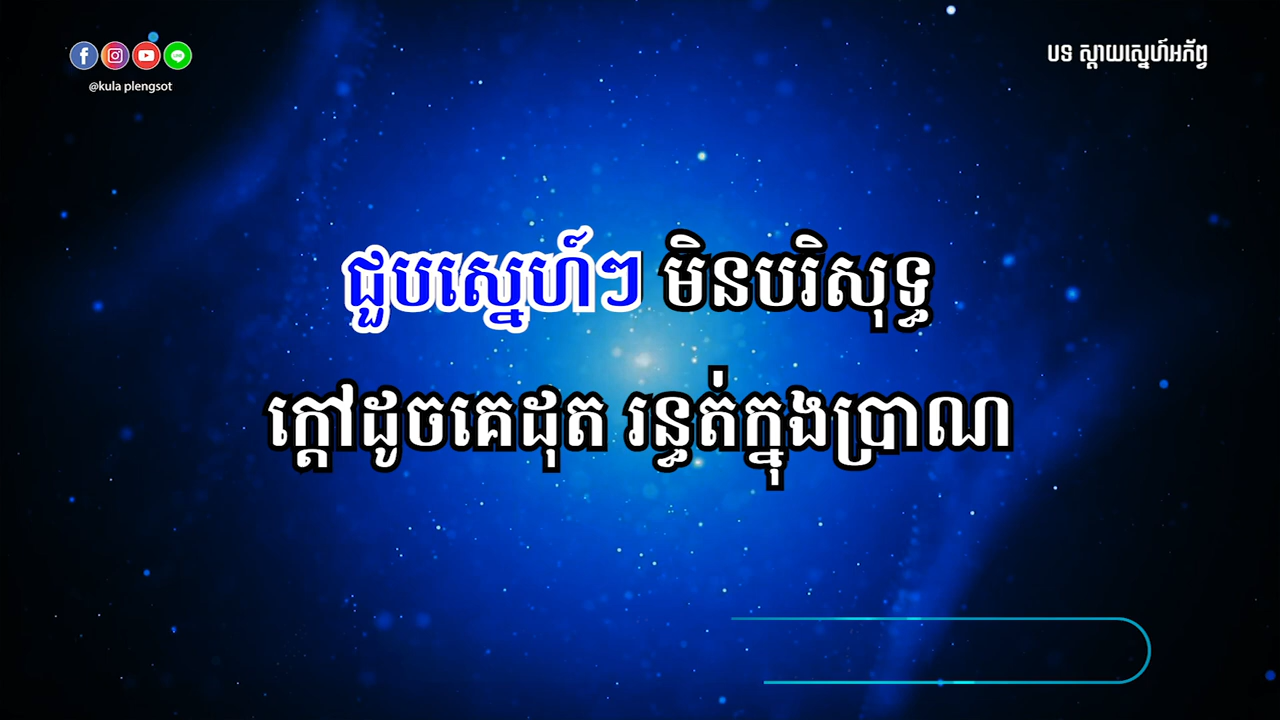 @kula plengsot
បទ ស្ដាយស្នេហ៍អភ័ព្វ
ជួបស្នេហ៍ៗ មិនបរិសុទ្ធ
ក្ដៅដូចគេដុត រន្ធត់ក្នុងប្រាណ